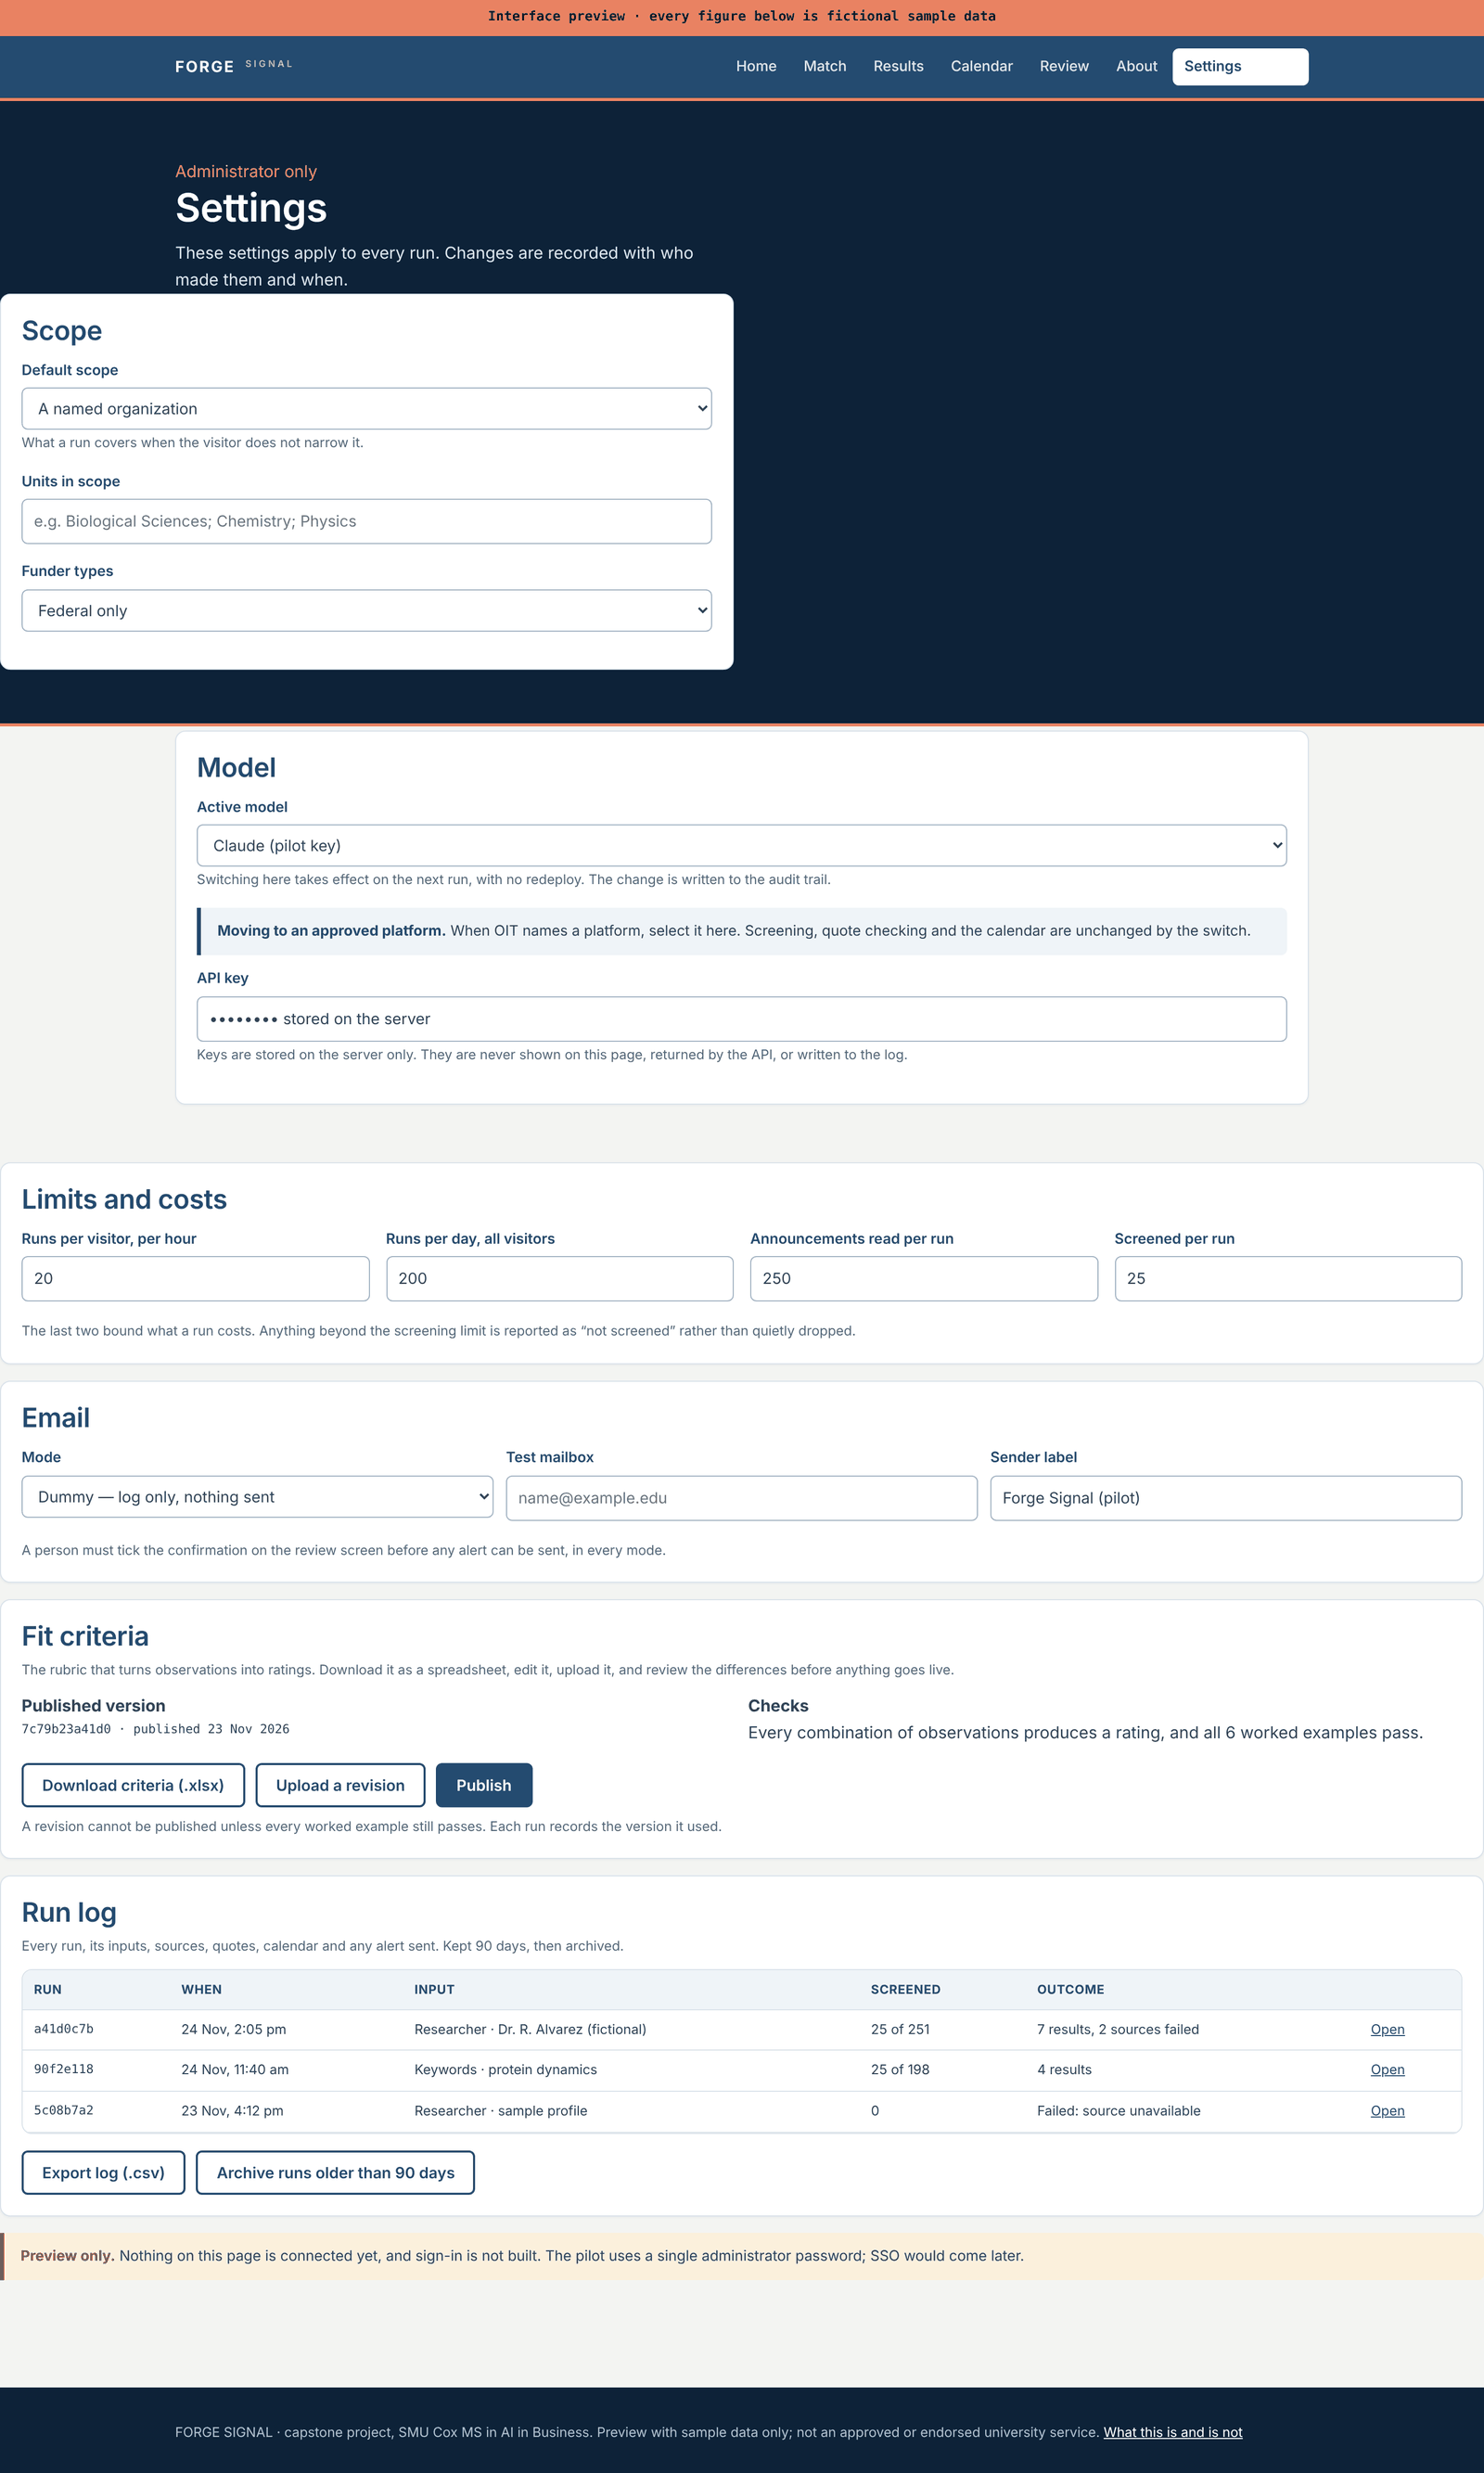 Interface preview · every figure below is fictional sample data
FORGE SIGNAL
Home Match Results Calendar Review About Settings
Administrator only
Settings
These settings apply to every run. Changes are recorded with who
made them and when.
Scope
Default scope
A named organization
What a run covers when the visitor does not narrow it.
Units in scope
e.g. Biological Sciences; Chemistry; Physics
Funder types
Federal only
Model
Active model
Claude (pilot key)
Switching here takes effect on the next run, with no redeploy. The change is written to the audit trail.
Moving to an approved platform. When OIT names a platform, select it here. Screening, quote checking and the calendar are unchanged by the switch.
API key
•••••••• stored on the server
Keys are stored on the server only. They are never shown on this page, returned by the API, or written to the log.
Limits and costs
Runs per visitor, per hour Runs per day, all visitors Announcements read per run Screened per run
20 200 250 25
The last two bound what a run costs. Anything beyond the screening limit is reported as “not screened” rather than quietly dropped.
Email
Mode Test mailbox Sender label
Dummy — log only, nothing sent name@example.edu Forge Signal (pilot)
A person must tick the confirmation on the review screen before any alert can be sent, in every mode.
Fit criteria
The rubric that turns observations into ratings. Download it as a spreadsheet, edit it, upload it, and review the differences before anything goes live.
Published version Checks
7c79b23a41d0 · published 23 Nov 2026 Every combination of observations produces a rating, and all 6 worked examples pass.
Download criteria (.xlsx) Upload a revision Publish
A revision cannot be published unless every worked example still passes. Each run records the version it used.
Run log
Every run, its inputs, sources, quotes, calendar and any alert sent. Kept 90 days, then archived.
RUN WHEN INPUT SCREENED OUTCOME
a41d0c7b 24 Nov, 2:05 pm Researcher · Dr. R. Alvarez (fictional) 25 of 251 7 results, 2 sources failed Open
90f2e118 24 Nov, 11:40 am Keywords · protein dynamics 25 of 198 4 results Open
5c08b7a2 23 Nov, 4:12 pm Researcher · sample profile 0 Failed: source unavailable Open
Export log (.csv) Archive runs older than 90 days
Preview only. Nothing on this page is connected yet, and sign-in is not built. The pilot uses a single administrator password; SSO would come later.
FORGE SIGNAL · capstone project, SMU Cox MS in AI in Business. Preview with sample data only; not an approved or endorsed university service. What this is and is not